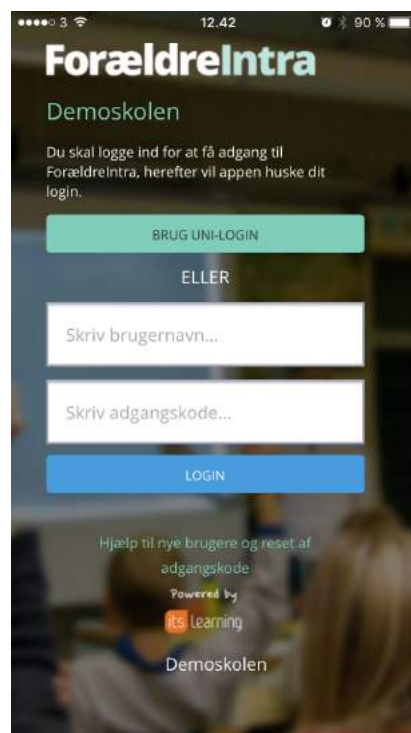 3 12.42 90 %
ForældreIntra
Demoskolen
Du skal logge ind for at få adgang til
ForældreIntra, herefter vil appen huske dit
login.
BRUG UNI-LOGIN
ELLER
Skriv brugernavn...
Skriv adgangskode...
LOGIN
Hjælp til nye brugere og reset af
adgangskode
Powered by
its learning
Demoskolen